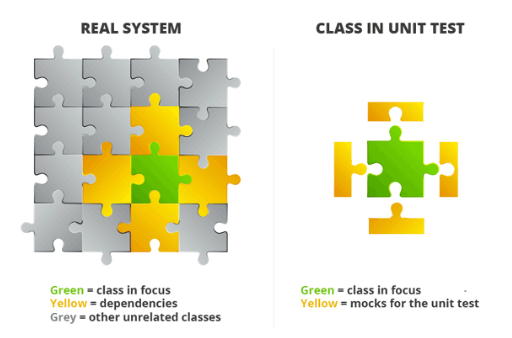 REAL SYSTEM
CLASS IN UNIT TEST
Green = class in focus
Yellow = dependencies
Grey = other unrelated classes
Green = class in focus
Yellow = mocks for the unit test